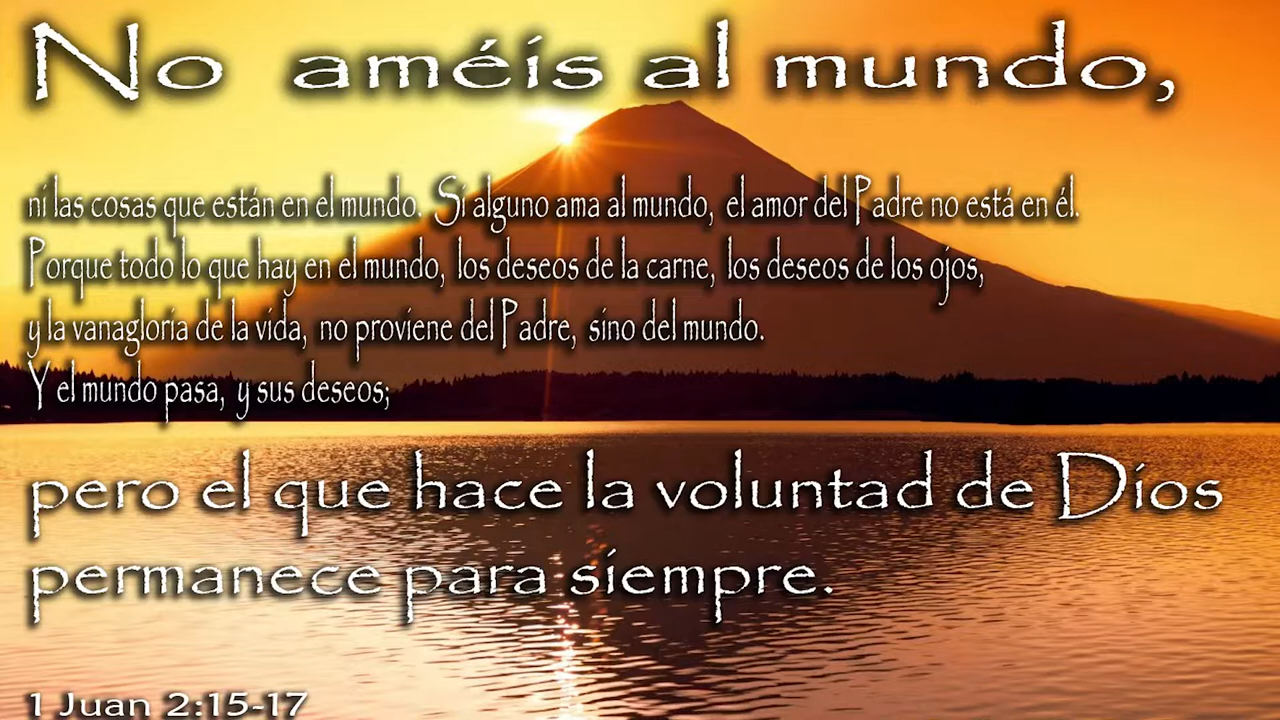 No améis al mundo,
ni las cosas que están en el mundo. Si alguno ama al mundo, el amor del Padre no está en él.
Porque todo lo que hay en el mundo, los deseos de la carne, los deseos de los ojos,
y la vanagloria de la vida, no proviene del Padre, sino del mundo.
Y el mundo pasa, y sus deseos;
pero el que hace la voluntad de Dios
permanece para siempre.
1 Juan 2:15-17